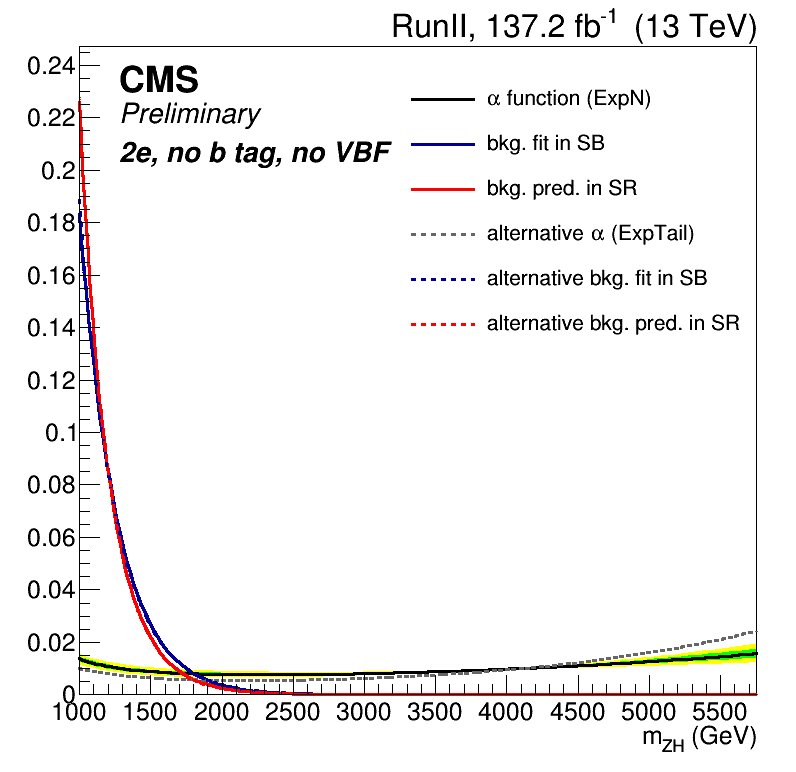 RunII, 137.2 fb-1 (13 TeV)
CMS
Preliminary
2e, no b tag, no VBF
α function (ExpN)
bkg. fit in SB
bkg. pred. in SR
alternative α (ExpTail)
alternative bkg. fit in SB
alternative bkg. pred. in SR
0.24
0.22
0.2
0.18
0.16
0.14
0.12
0.1
0.08
0.06
0.04
0.02
0
1000 1500 2000 2500 3000 3500 4000 4500 5000 5500
mZH (GeV)